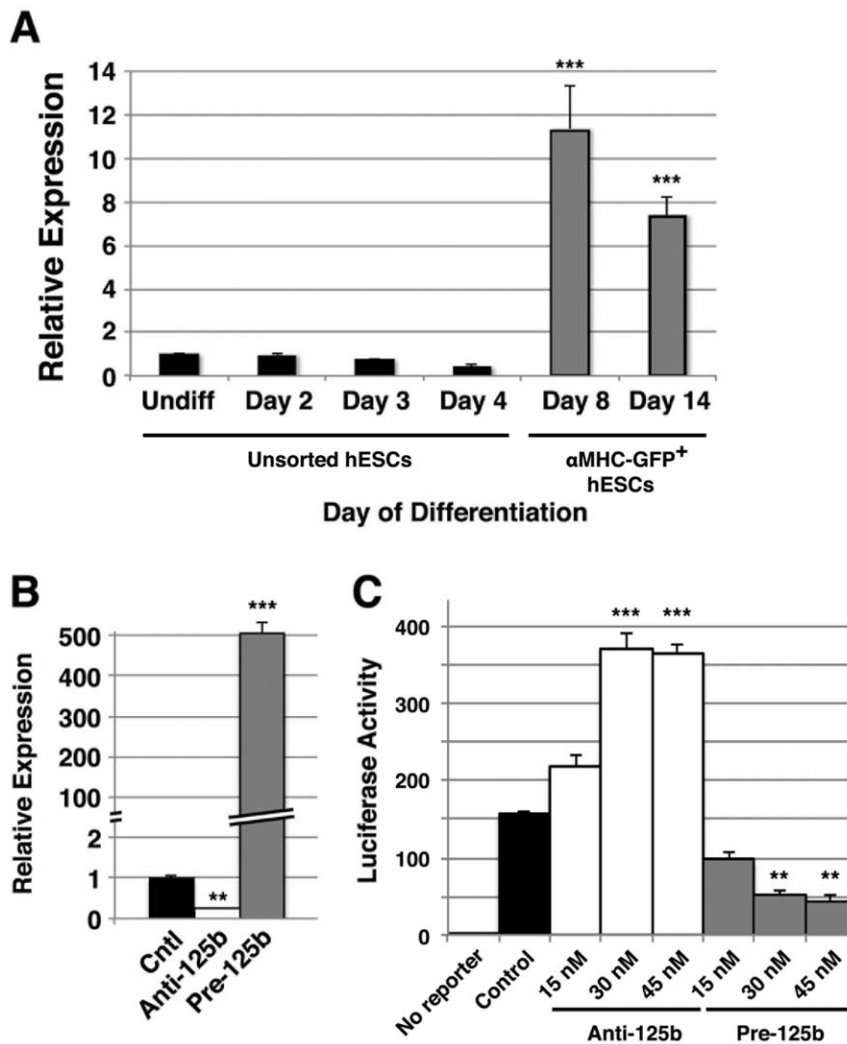 A
Relative Expression
14
12
10
8
6
4
2
0
***
***
Undiff Day 2 Day 3 Day 4 Day 8 Day 14
Unsorted hESCs
αMHC-GFP+
hESCs
Day of Differentiation
B
Relative Expression
500
400
300
200
100
2
1
0
**
***
Cntl
Anti-125b
Pre-125b
C
Luciferase Activity
400
300
200
100
0
***
***
**
**
No reporter
Control
15 nM
30 nM
45 nM
15 nM
30 nM
45 nM
Anti-125b
Pre-125b